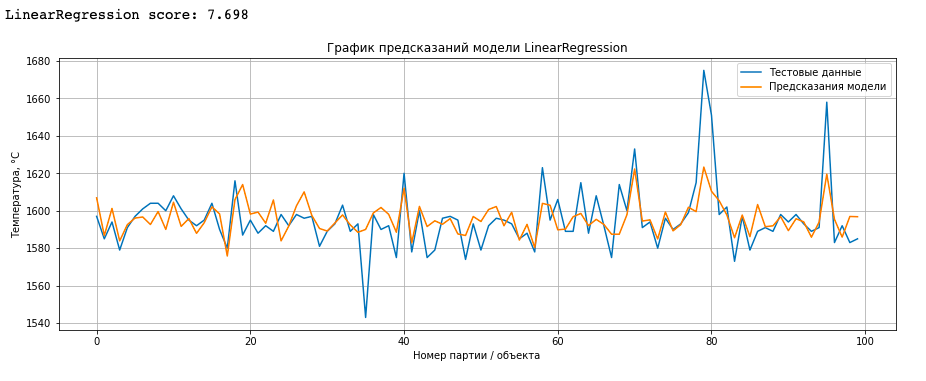 LinearRegression score: 7.698
График предсказаний модели LinearRegression
Тестовые данные
Предсказания модели
Температура, °C
1680
1660
1640
1620
1600
1580
1560
1540
0 20 40 60 80 100
Номер партии / объекта